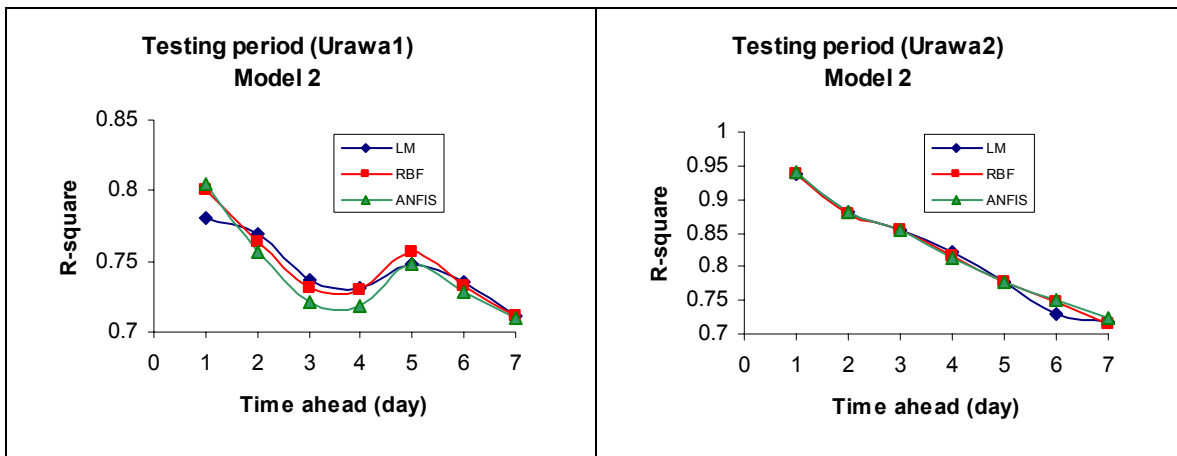 Testing period (Urawa1)
Model 2
0.85
0.8
0.75
0.7
R-square
LM
RBF
ANFIS
0 1 2 3 4 5 6 7
Time ahead (day)
Testing period (Urawa2)
Model 2
1
0.95
0.9
0.85
0.8
0.75
0.7
R-square
LM
RBF
ANFIS
0 1 2 3 4 5 6 7
Time ahead (day)